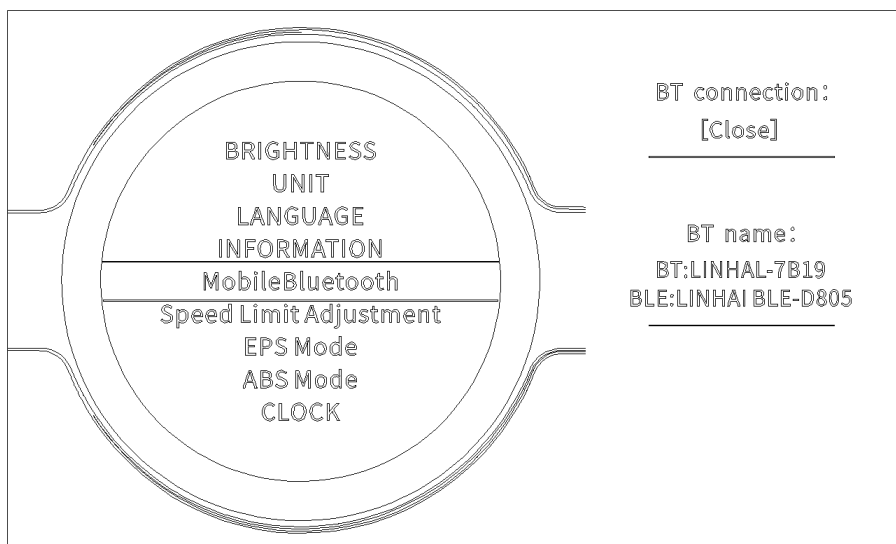 BRIGHTNESS
UNIT
LANGUAGE
INFORMATION
MobileBluetooth
Speed Limit Adjustment
EPS Mode
ABS Mode
CLOCK
BT connection:
[Close]
BT name:
BT:LINHAL-7B19
BLE:LINHAI BLE-D805